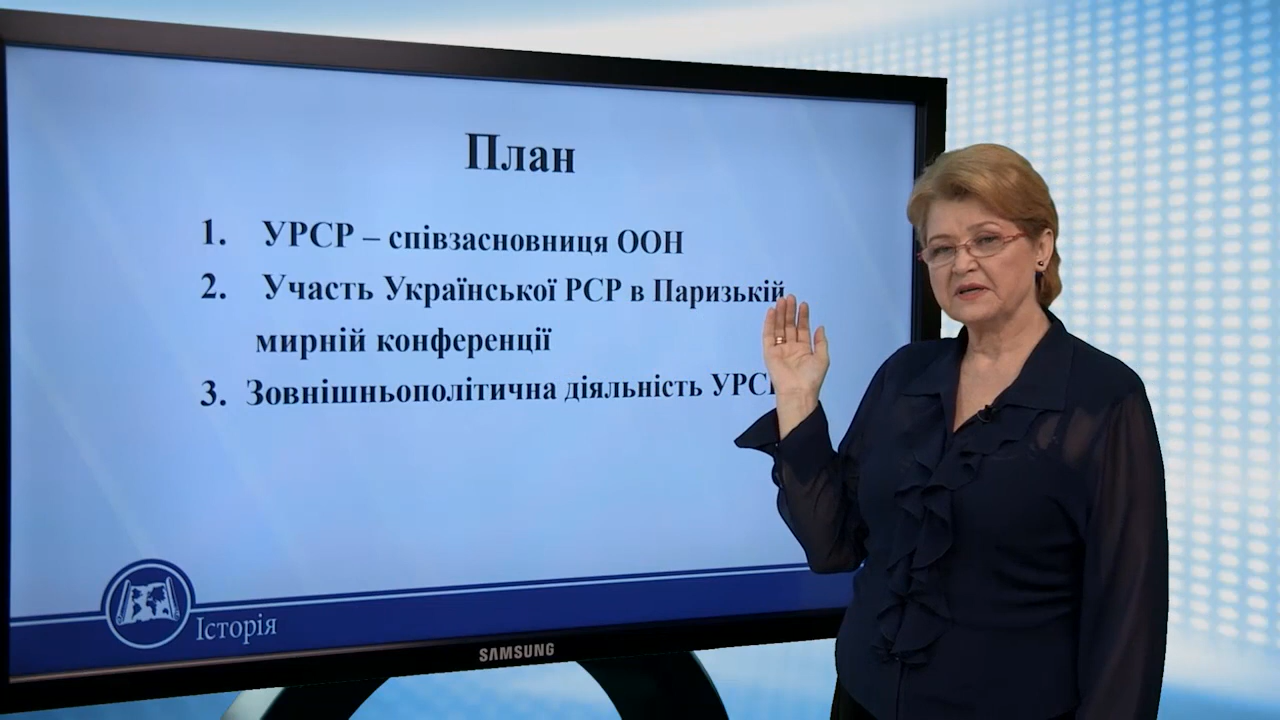 План
1. УРСР – співзасновниця ООН
2. Участь Української РСР в Паризькій
мирній конференції
3. Зовнішньополітична діяльність
Історія
SAMSUNG